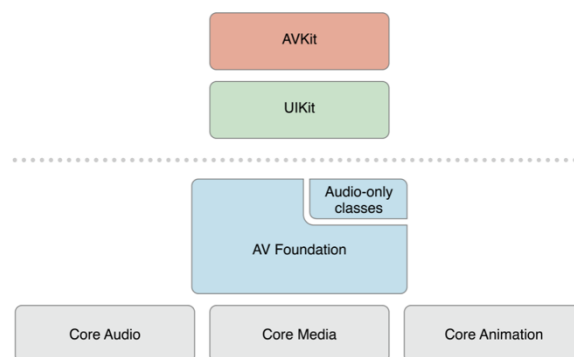 AVKit
UIKit
Audio-only
classes
AV Foundation
Core Audio
Core Media
Core Animation